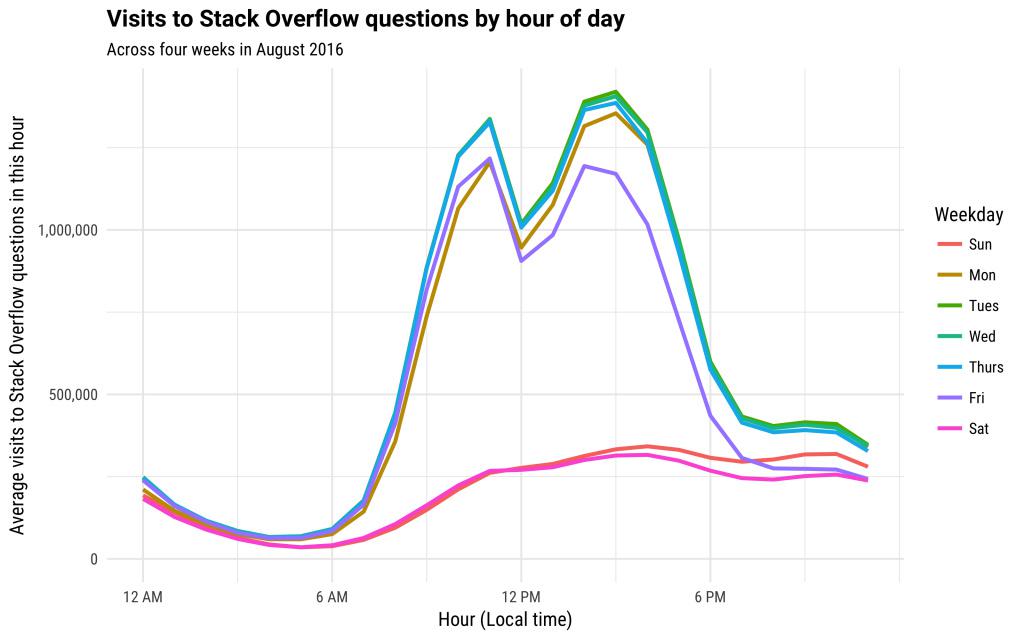 Visits to Stack Overflow questions by hour of day
Across four weeks in August 2016
Average visits to Stack Overflow questions in this hour
1,000,000
500,000
0
12 AM
6 AM
12 PM
6 PM
Hour (Local time)
Weekday
Sun
Mon
Tues
Wed
Thurs
Fri
Sat